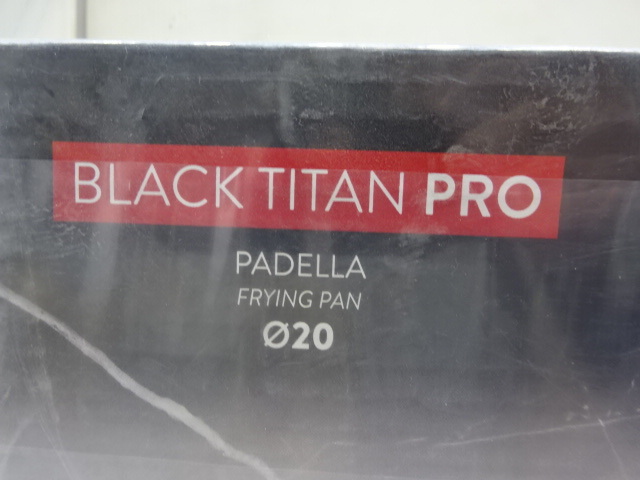 BLACK TITAN PRO
PADELLA
FRYING PAN
Ø20